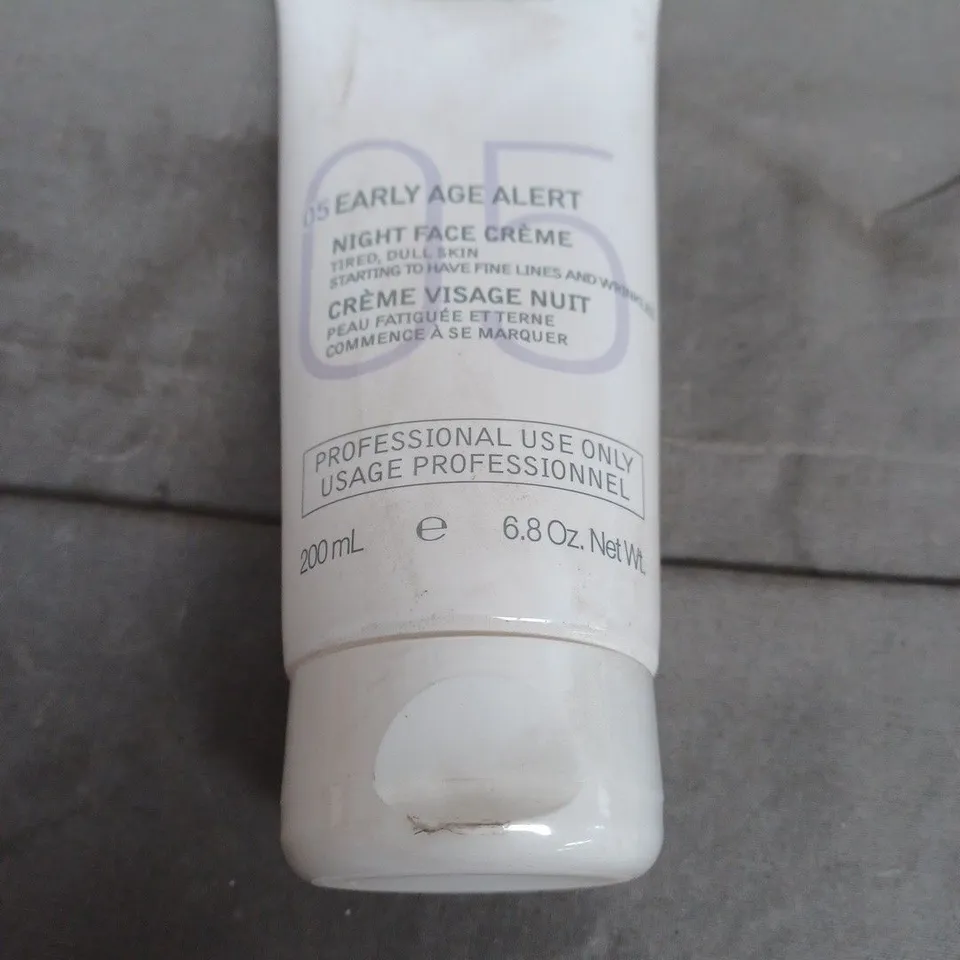 05
05 EARLY AGE ALERT
NIGHT FACE CRÈME
TIRED, DULL SKIN
STARTING TO HAVE FINE LINES AND WRINKLES
CRÈME VISAGE NUIT
PEAU FATIGUÉE ET TERNE
COMMENCE À SE MARQUER
PROFESSIONAL USE ONLY
USAGE PROFESSIONNEL
200 mL ℮ 6.8 Oz. Net Wt.